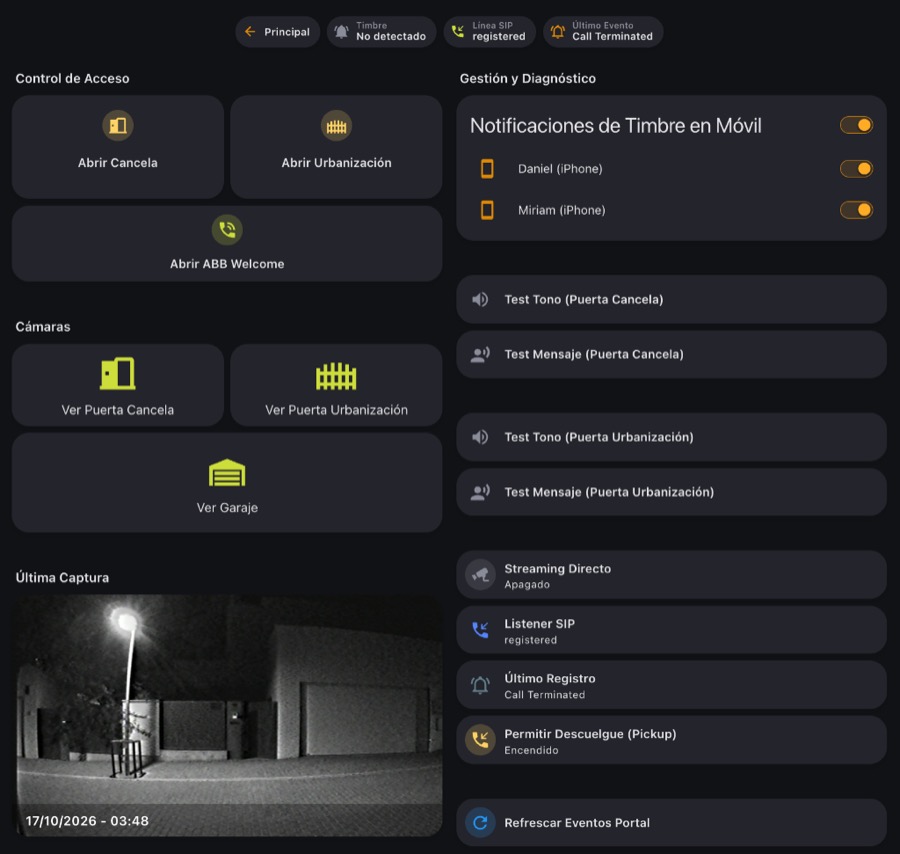 Principal
Timbre
No detectado
Línea SIP
registered
Último Evento
Call Terminated
Control de Acceso
Abrir Cancela
Abrir Urbanización
Abrir ABB Welcome
Cámaras
Ver Puerta Cancela
Ver Puerta Urbanización
Ver Garaje
Última Captura
17/10/2026 - 03:48
Gestión y Diagnóstico
Notificaciones de Timbre en Móvil
Daniel (iPhone)
Miriam (iPhone)
Test Tono (Puerta Cancela)
Test Mensaje (Puerta Cancela)
Test Tono (Puerta Urbanización)
Test Mensaje (Puerta Urbanización)
Streaming Directo
Apagado
Listener SIP
registered
Último Registro
Call Terminated
Permitir Descuelgue (Pickup)
Encendido
Refrescar Eventos Portal